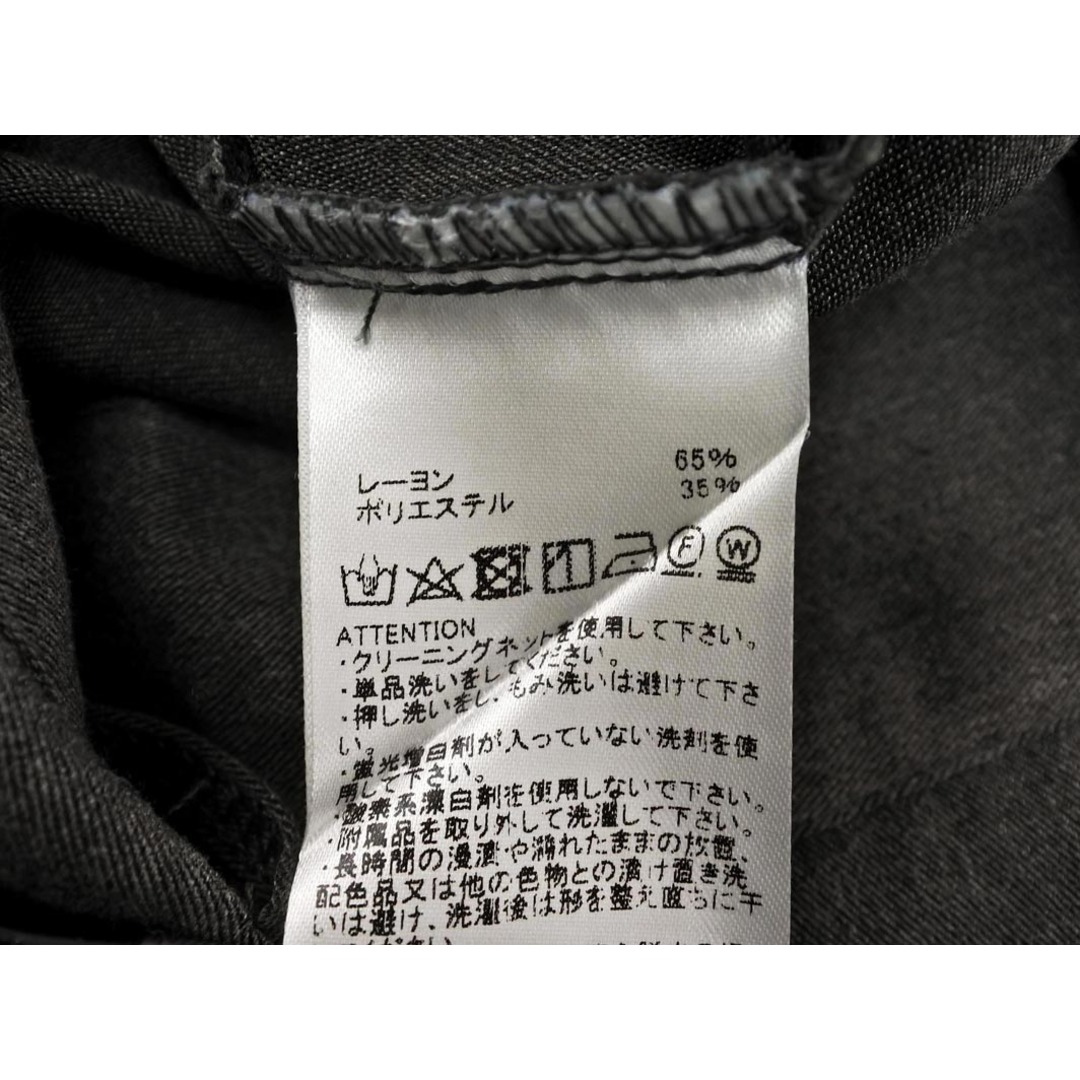 レーヨン 65%
ポリエステル 35%
F W
ATTENTION
・クリーニングネットを使用して下さい。
・単品洗いをしてください。
・押し洗いをし、もみ洗いは避けて下さ
い。
・蛍光増白剤が入っていない洗剤を使
用して下さい。
・酸素系漂白剤を使用しないで下さい。
・附属品を取り外して洗濯して下さい。
・長時間の浸漬や濡れたままの放置、
配色品又は他の色物との漬け置き洗
いは避け、洗濯後は形を整え直ちに干